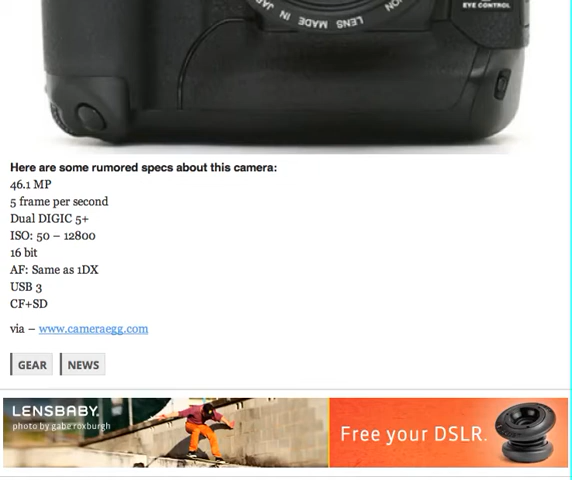 EYE CONTROL
LENS MADE IN JA
ON
Here are some rumored specs about this camera:
46.1 MP
5 frame per second
Dual DIGIC 5+
ISO: 50 – 12800
16 bit
AF: Same as 1DX
USB 3
CF+SD
via – www.cameraegg.com
GEAR
NEWS
LENSBABY.
photo by gabe roxburgh
Free your DSLR.